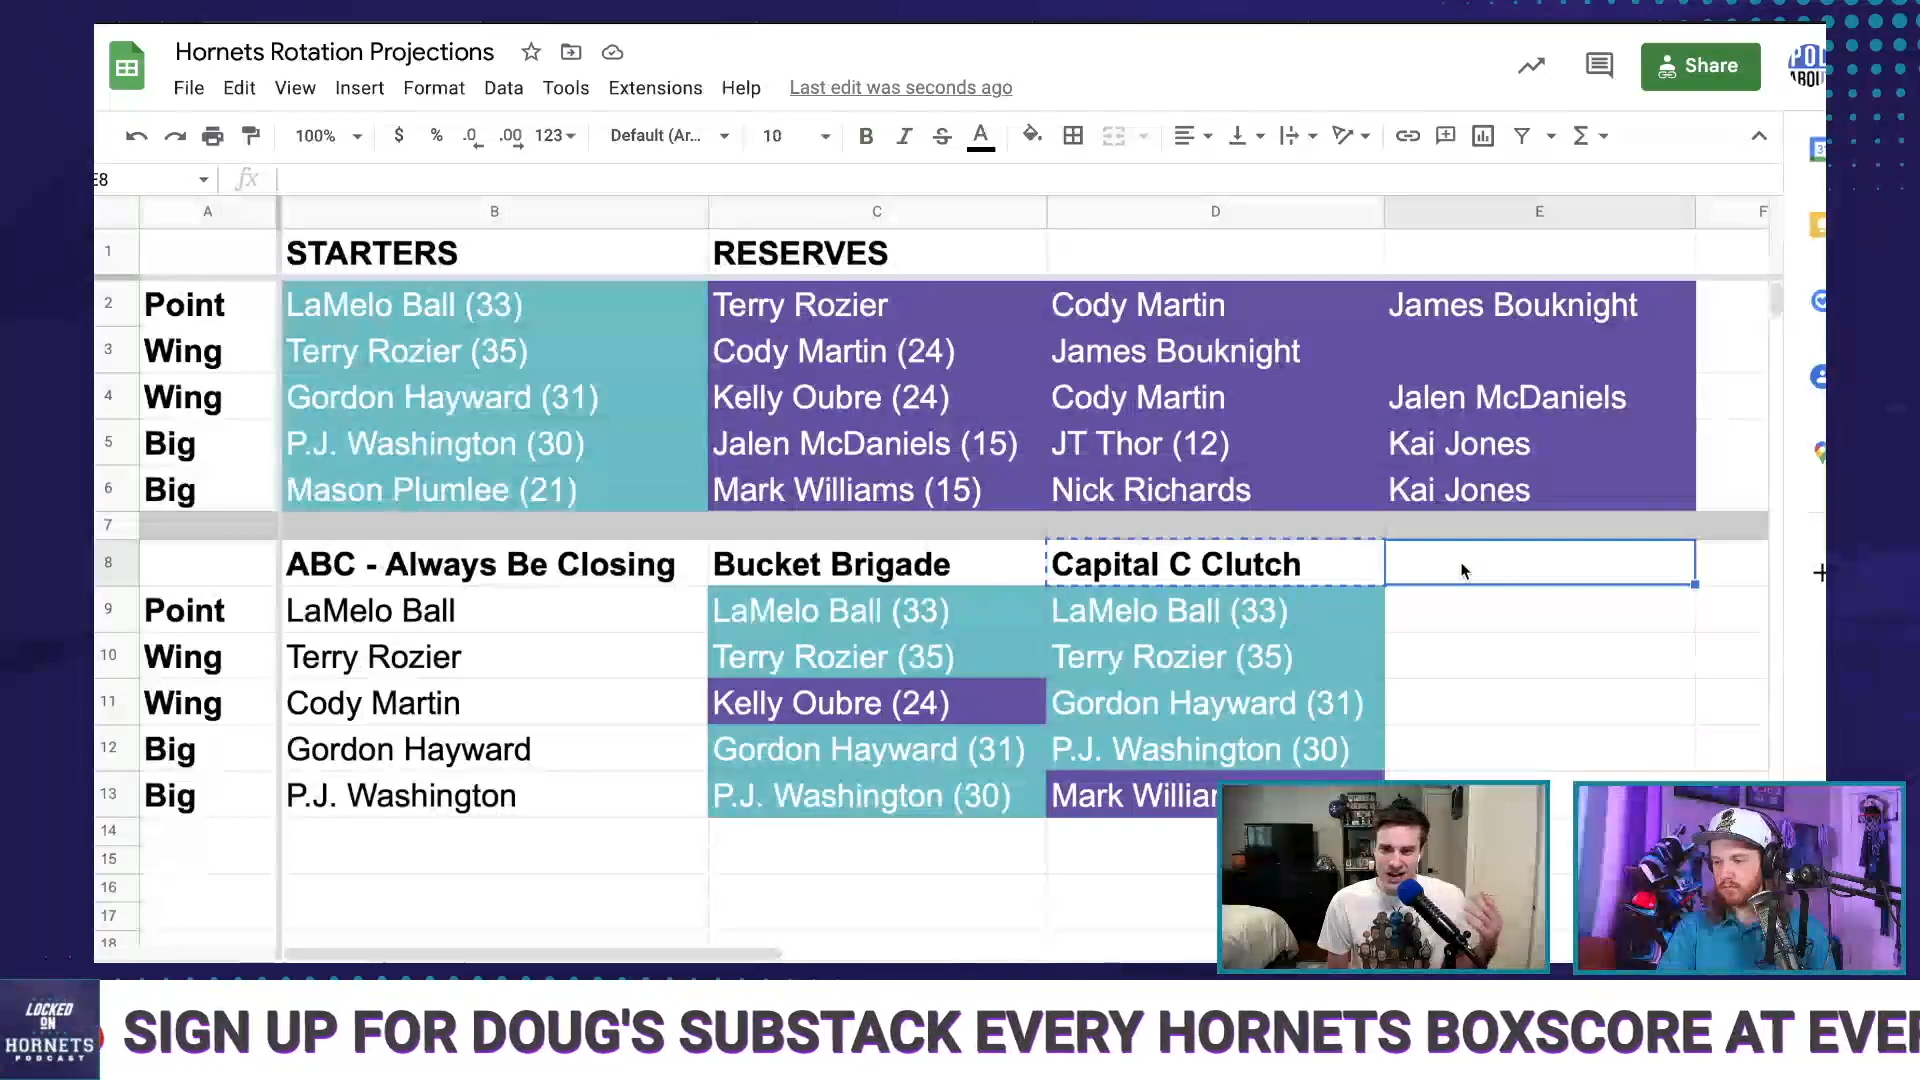 Hornets Rotation Projections
File Edit View Insert Format Data Tools Extensions Help Last edit was seconds ago
Share
100% $ % .0 .00 123 Default (Ar... 10 B I S A
E8 fx
A B C D E F
1 STARTERS RESERVES
2 Point LaMelo Ball (33) Terry Rozier Cody Martin James Bouknight
3 Wing Terry Rozier (35) Cody Martin (24) James Bouknight
4 Wing Gordon Hayward (31) Kelly Oubre (24) Cody Martin Jalen McDaniels
5 Big P.J. Washington (30) Jalen McDaniels (15) JT Thor (12) Kai Jones
6 Big Mason Plumlee (21) Mark Williams (15) Nick Richards Kai Jones
7
8 ABC - Always Be Closing Bucket Brigade Capital C Clutch
9 Point LaMelo Ball LaMelo Ball (33) LaMelo Ball (33)
10 Wing Terry Rozier Terry Rozier (35) Terry Rozier (35)
11 Wing Cody Martin Kelly Oubre (24) Gordon Hayward (31)
12 Big Gordon Hayward Gordon Hayward (31) P.J. Washington (30)
13 Big P.J. Washington P.J. Washington (30) Mark
14
15
16
17
18
LOCKED
ON
HORNETS
PODCAST
SIGN UP FOR DOUG'S SUBSTACK EVERY HORNETS BOXSCORE AT